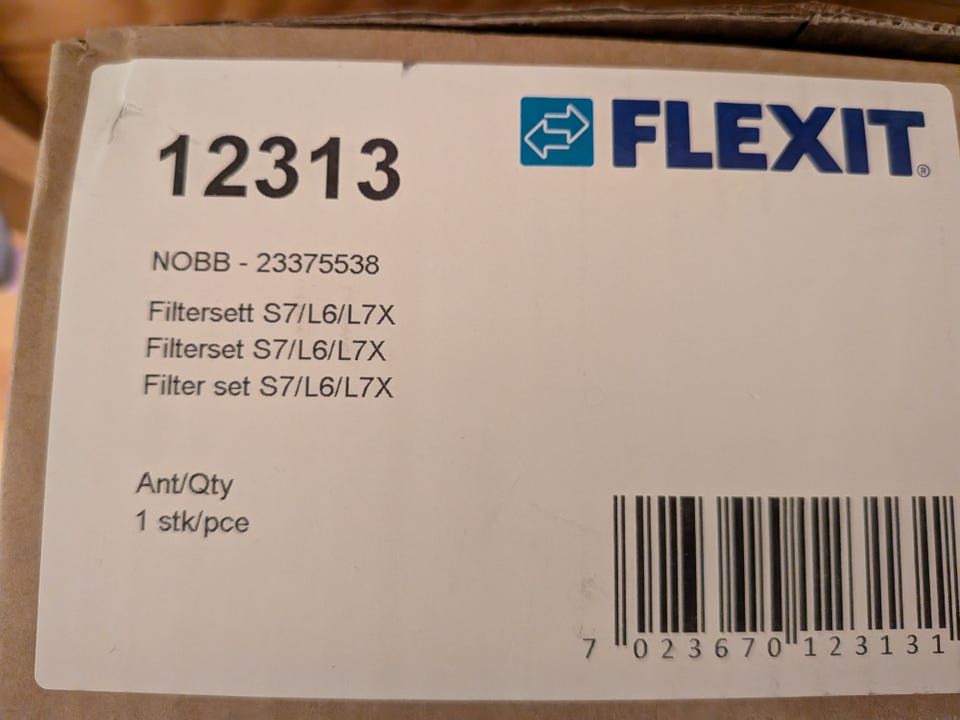 12313
FLEXIT®
NOBB - 23375538
Filtersett S7/L6/L7X
Filterset S7/L6/L7X
Filter set S7/L6/L7X
Ant/Qty
1 stk/pce
7 023670 123131